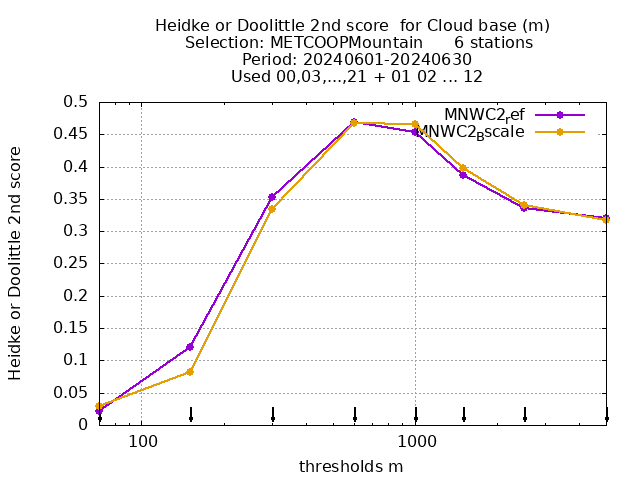 Heidke or Doolittle 2nd score  for Cloud base (m)
Selection: METCOOPMountain      6 stations
Period: 20240601-20240630
Used 00,03,...,21 + 01 02 ... 12
MNWC2ref
MNWC2Bscale
0.5
0.45
0.4
0.35
0.3
0.25
0.2
0.15
0.1
0.05
0
Heidke or Doolittle 2nd score
100
1000
thresholds m